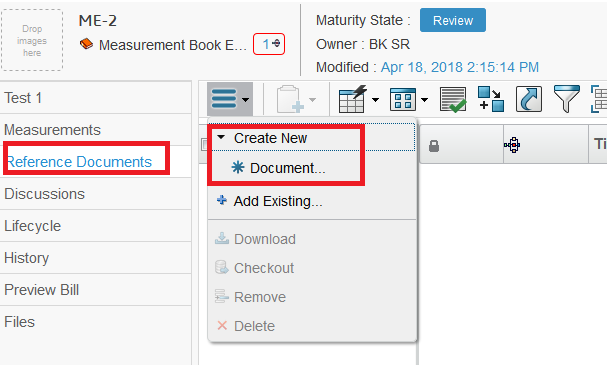 Drop
images
here
ME-2
Measurement Book E...
1
Maturity State : Review
Owner : BK SR
Modified : Apr 18, 2018 2:15:14 PM
Test 1
Measurements
Reference Documents
Discussions
Lifecycle
History
Preview Bill
Files
Create New
Document...
Add Existing...
Download
Checkout
Remove
Delete
Ti